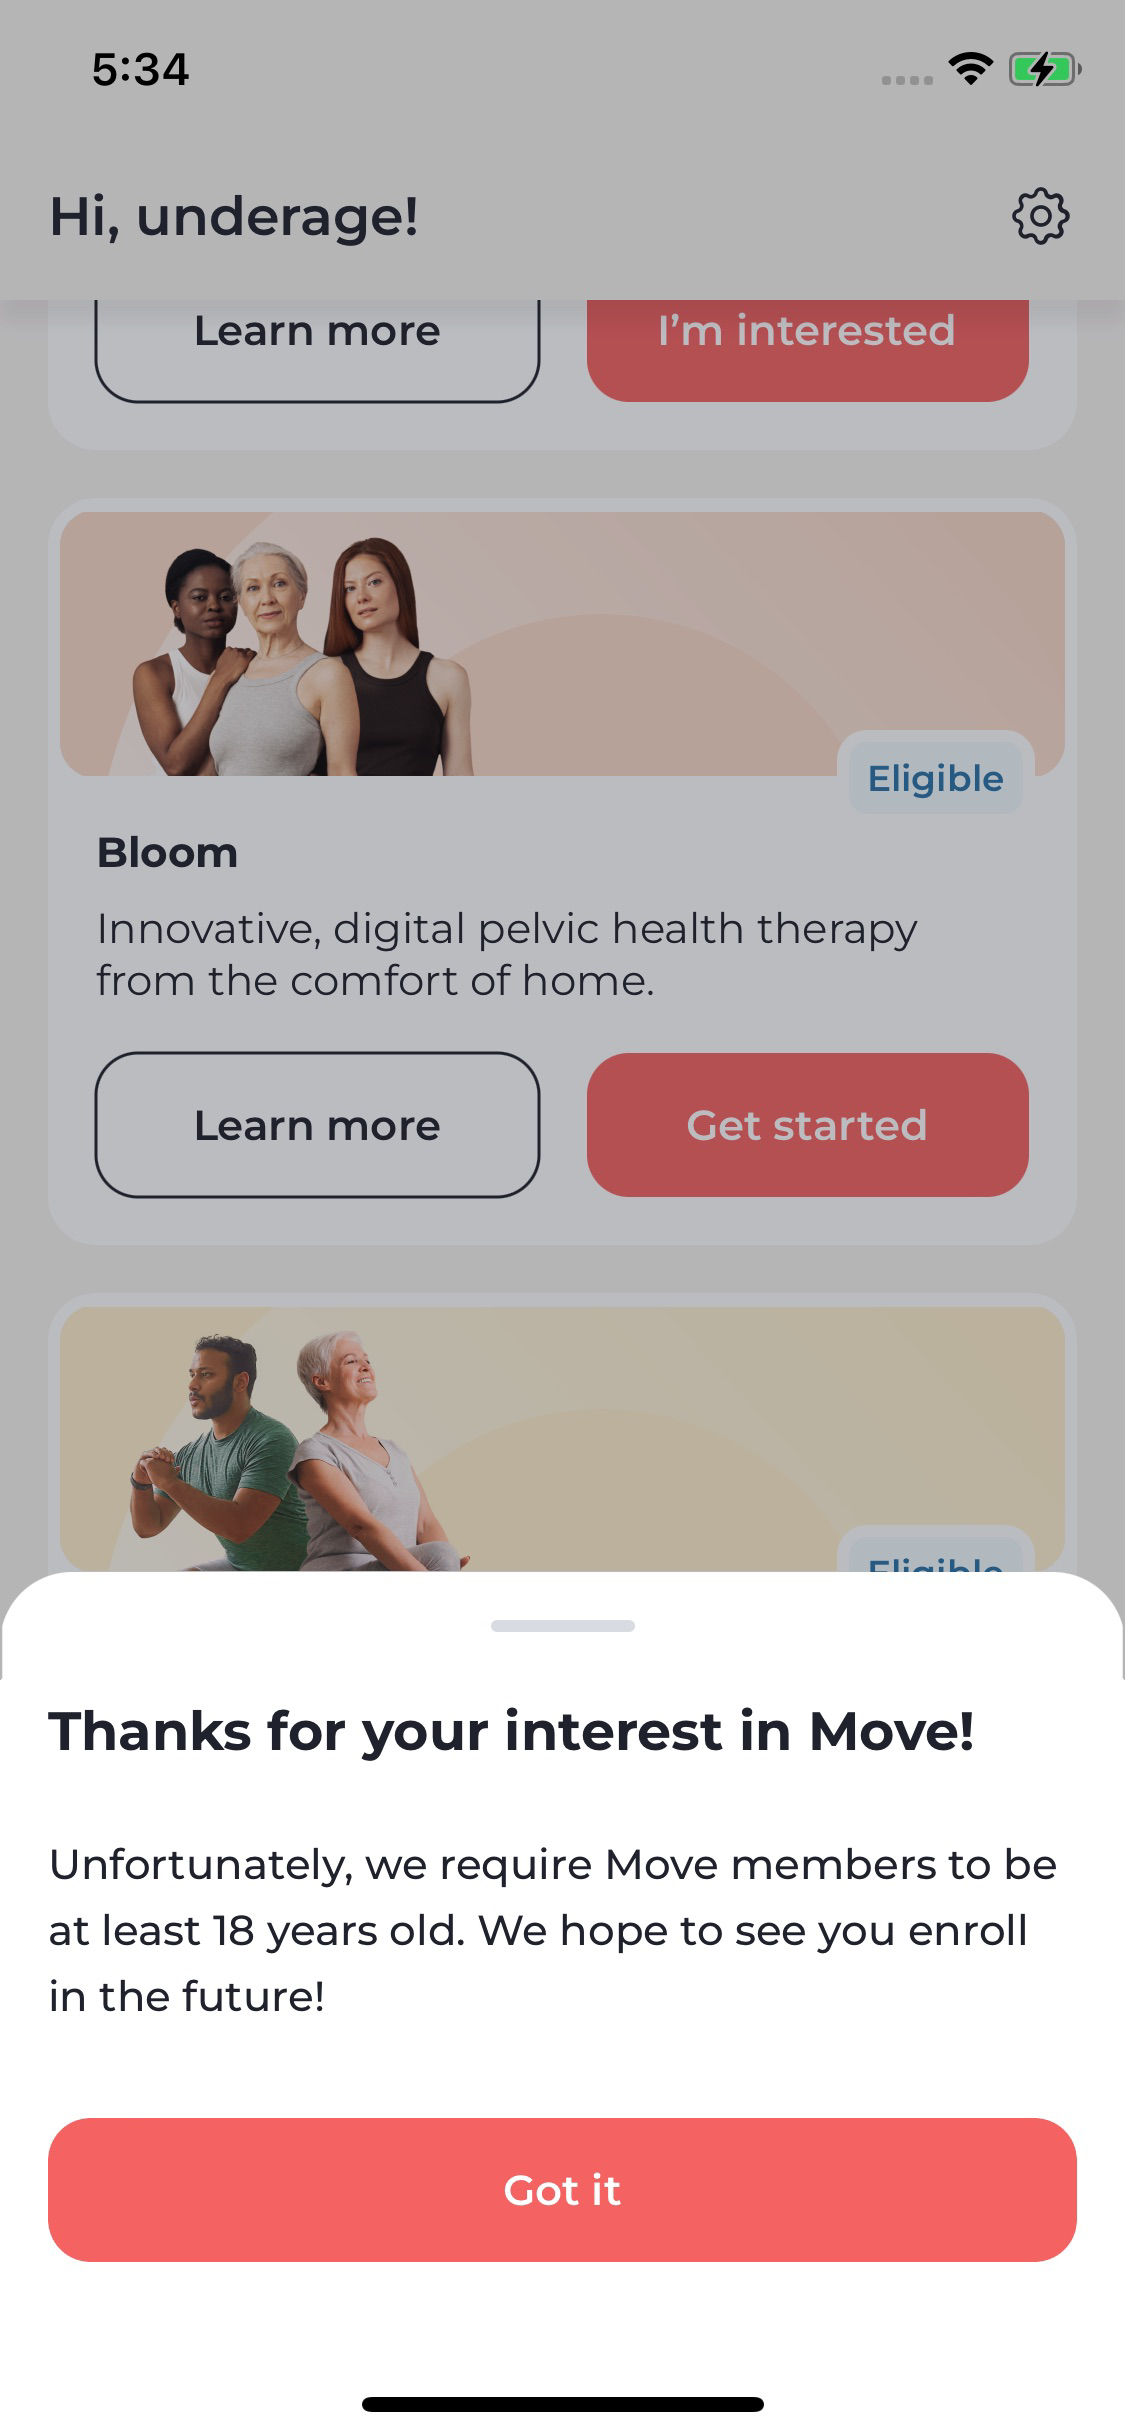 5:34
Hi, underage!
Learn more
I’m interested
Eligible
Bloom
Innovative, digital pelvic health therapy
from the comfort of home.
Learn more
Get started
Eligible
Thanks for your interest in Move!
Unfortunately, we require Move members to be
at least 18 years old. We hope to see you enroll
in the future!
Got it